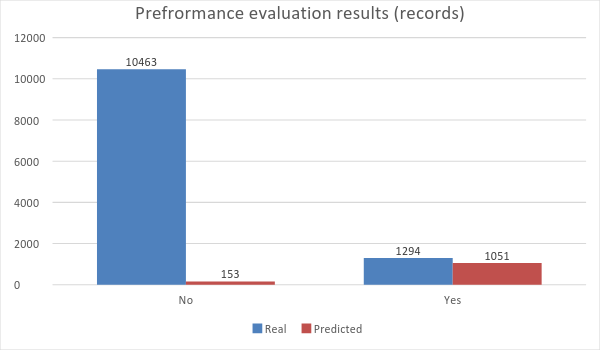 Prefrormance evaluation results (records)
12000
10000
8000
6000
4000
2000
0
10463
153
1294
1051
No
Yes
Real
Predicted